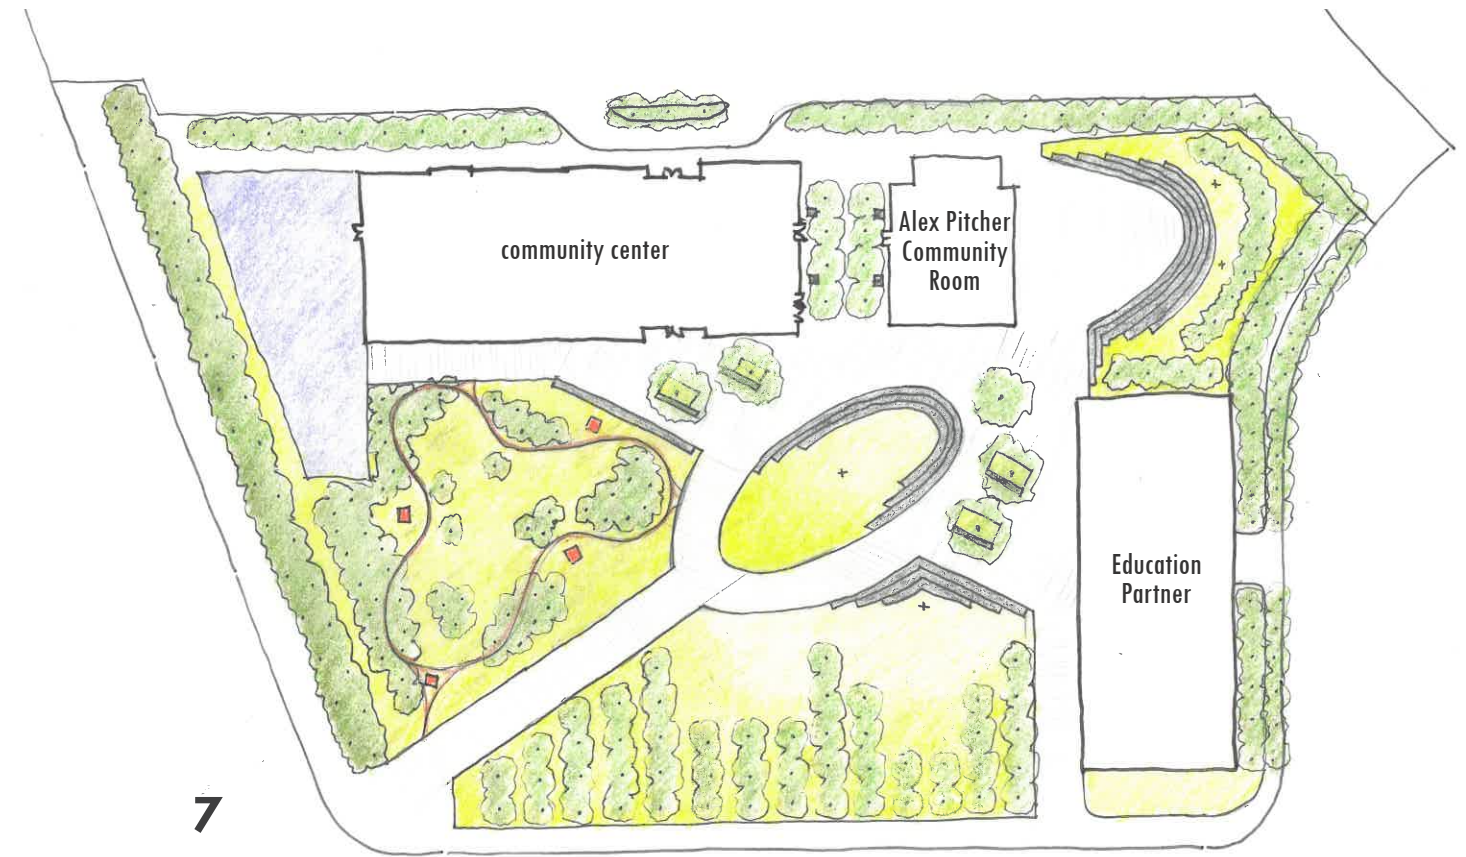 community center
Alex Pitcher
Community
Room
Education
Partner
7